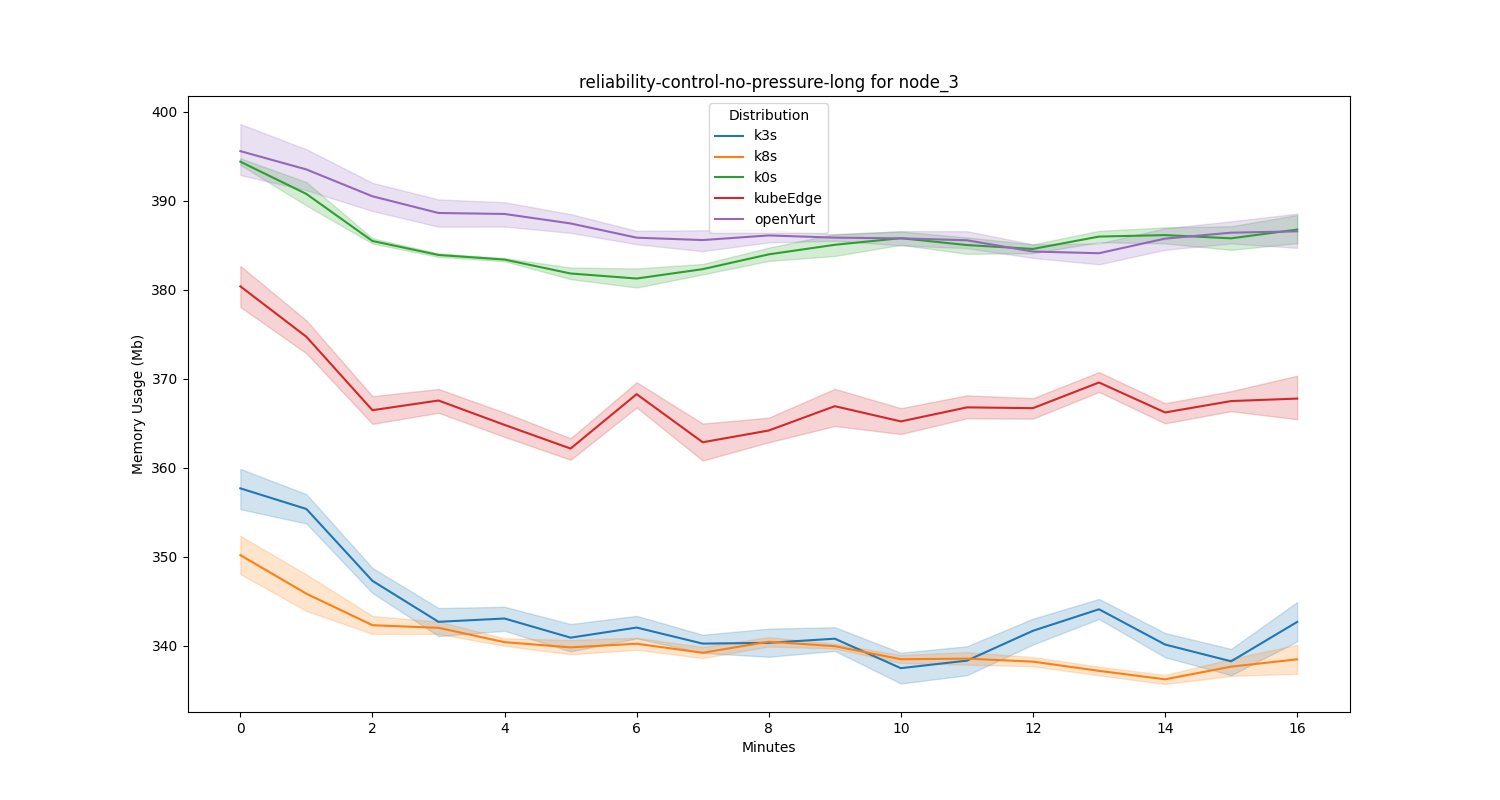 reliability-control-no-pressure-long for node_3
Distribution
k3s
k8s
k0s
kubeEdge
openYurt
Memory Usage (Mb)
400
390
380
370
360
350
340
0 2 4 6 8 10 12 14 16
Minutes